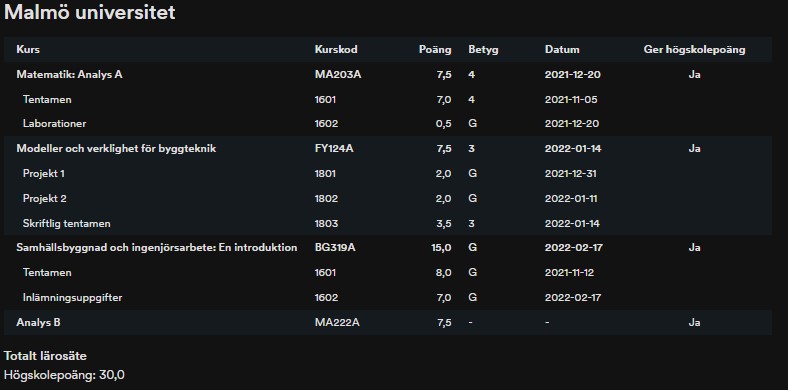 Malmö universitet
Kurs Kurskod Poäng Betyg Datum Ger högskolepoäng
Matematik: Analys A MA203A 7,5 4 2021-12-20 Ja
Tentamen 1601 7,0 4 2021-11-05
Laborationer 1602 0,5 G 2021-12-20
Modeller och verklighet för byggteknik FY124A 7,5 3 2022-01-14 Ja
Projekt 1 1801 2,0 G 2021-12-31
Projekt 2 1802 2,0 G 2022-01-11
Skriftlig tentamen 1803 3,5 3 2022-01-14
Samhällsbyggnad och ingenjörsarbete: En introduktion BG319A 15,0 G 2022-02-17 Ja
Tentamen 1601 8,0 G 2021-11-12
Inlämningsuppgifter 1602 7,0 G 2022-02-17
Analys B MA222A 7,5 - - Ja
Totalt lärosäte
Högskolepoäng: 30,0